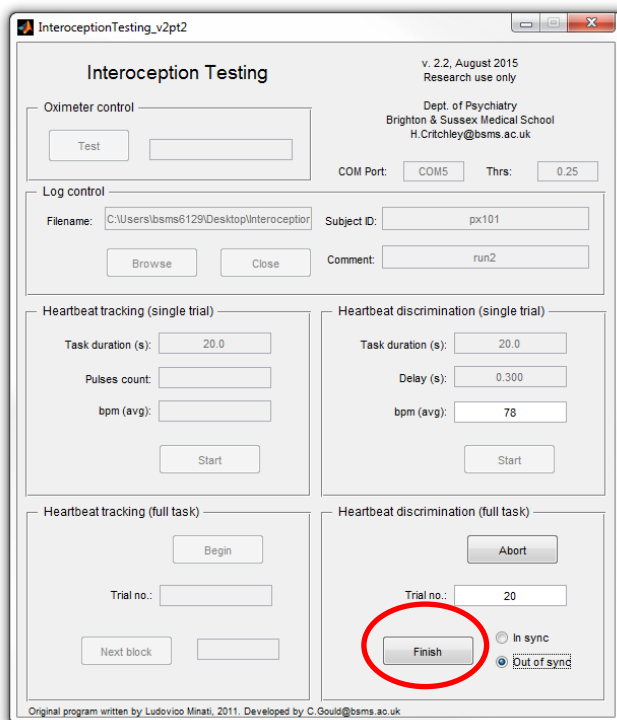 InteroceptionTesting_v2pt2
Interoception Testing
v. 2.2, August 2015
Research use only
Dept. of Psychiatry
Brighton & Sussex Medical School
H.Critchley@bsms.ac.uk
Oximeter control
Test
COM Port: COM5 Thrs: 0.25
Log control
Filename: C:\Users\bsms6129\Desktop\Interoception Subject ID: px101
Browse Close Comment: run2
Heartbeat tracking (single trial)
Task duration (s): 20.0
Pulses count:
bpm (avg):
Start
Heartbeat discrimination (single trial)
Task duration (s): 20.0
Delay (s): 0.300
bpm (avg): 78
Start
Heartbeat tracking (full task)
Begin
Trial no.:
Next block
Heartbeat discrimination (full task)
Abort
Trial no.: 20
Finish
In sync
Out of sync
Original program written by Ludovico Minati, 2011. Developed by C.Gould@bsms.ac.uk